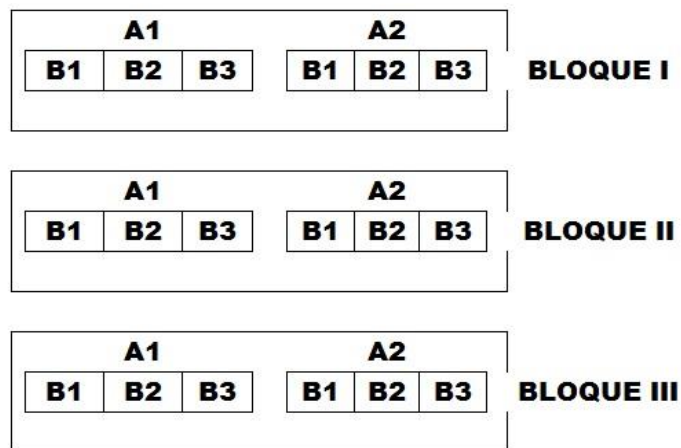 A1 A2
B1 B2 B3 B1 B2 B3 BLOQUE I
A1 A2
B1 B2 B3 B1 B2 B3 BLOQUE II
A1 A2
B1 B2 B3 B1 B2 B3 BLOQUE III